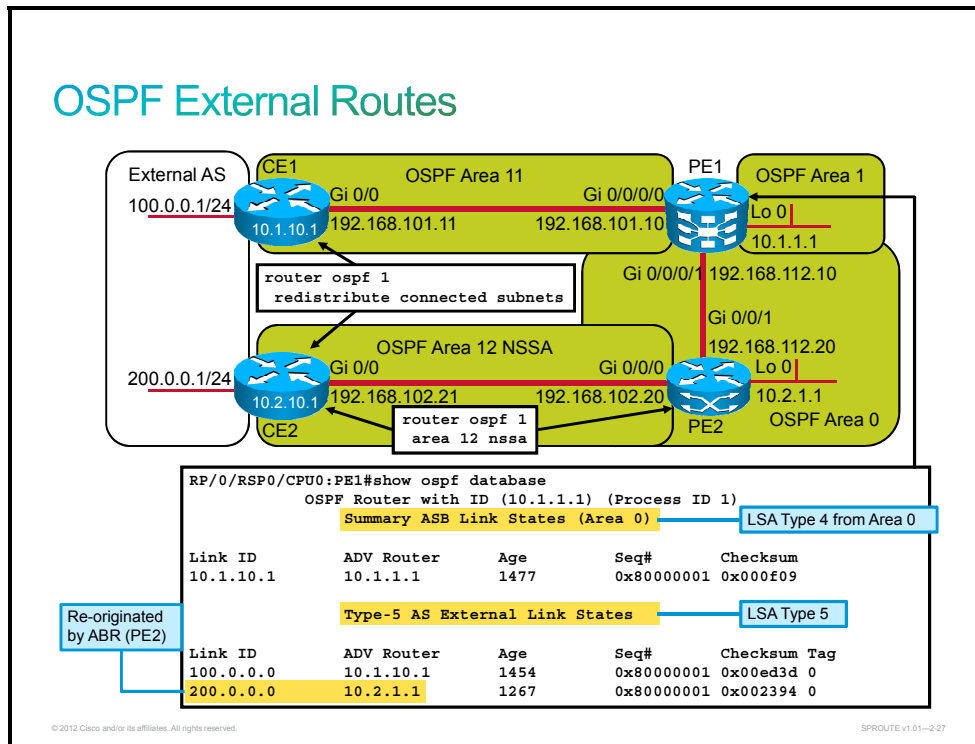 OSPF External Routes
External AS
CE1
OSPF Area 11
PE1
OSPF Area 1
100.0.0.1/24
Gi 0/0
Gi 0/0/0/0
Lo 0
10.1.10.1
192.168.101.11
192.168.101.10
10.1.1.1
router ospf 1
redistribute connected subnets
Gi 0/0/0/1
192.168.112.10
Gi 0/0/1
OSPF Area 12 NSSA
192.168.112.20
200.0.0.1/24
Gi 0/0
Gi 0/0/0
Lo 0
10.2.10.1
192.168.102.21
192.168.102.20
10.2.1.1
CE2
router ospf 1
area 12 nssa
PE2
OSPF Area 0
RP/0/RSP0/CPU0:PE1#show ospf database
OSPF Router with ID (10.1.1.1) (Process ID 1)
Summary ASB Link States (Area 0)
LSA Type 4 from Area 0
Link ID ADV Router Age Seq# Checksum
10.1.10.1 10.1.1.1 1477 0x80000001 0x000f09
Re-originated
by ABR (PE2)
Type-5 AS External Link States
LSA Type 5
Link ID ADV Router Age Seq# Checksum Tag
100.0.0.0 10.1.10.1 1454 0x80000001 0x00ed3d 0
200.0.0.0 10.2.1.1 1267 0x80000001 0x002394 0
© 2012 Cisco and/or its affiliates. All rights reserved.
SPROUTE v1.01—2-27